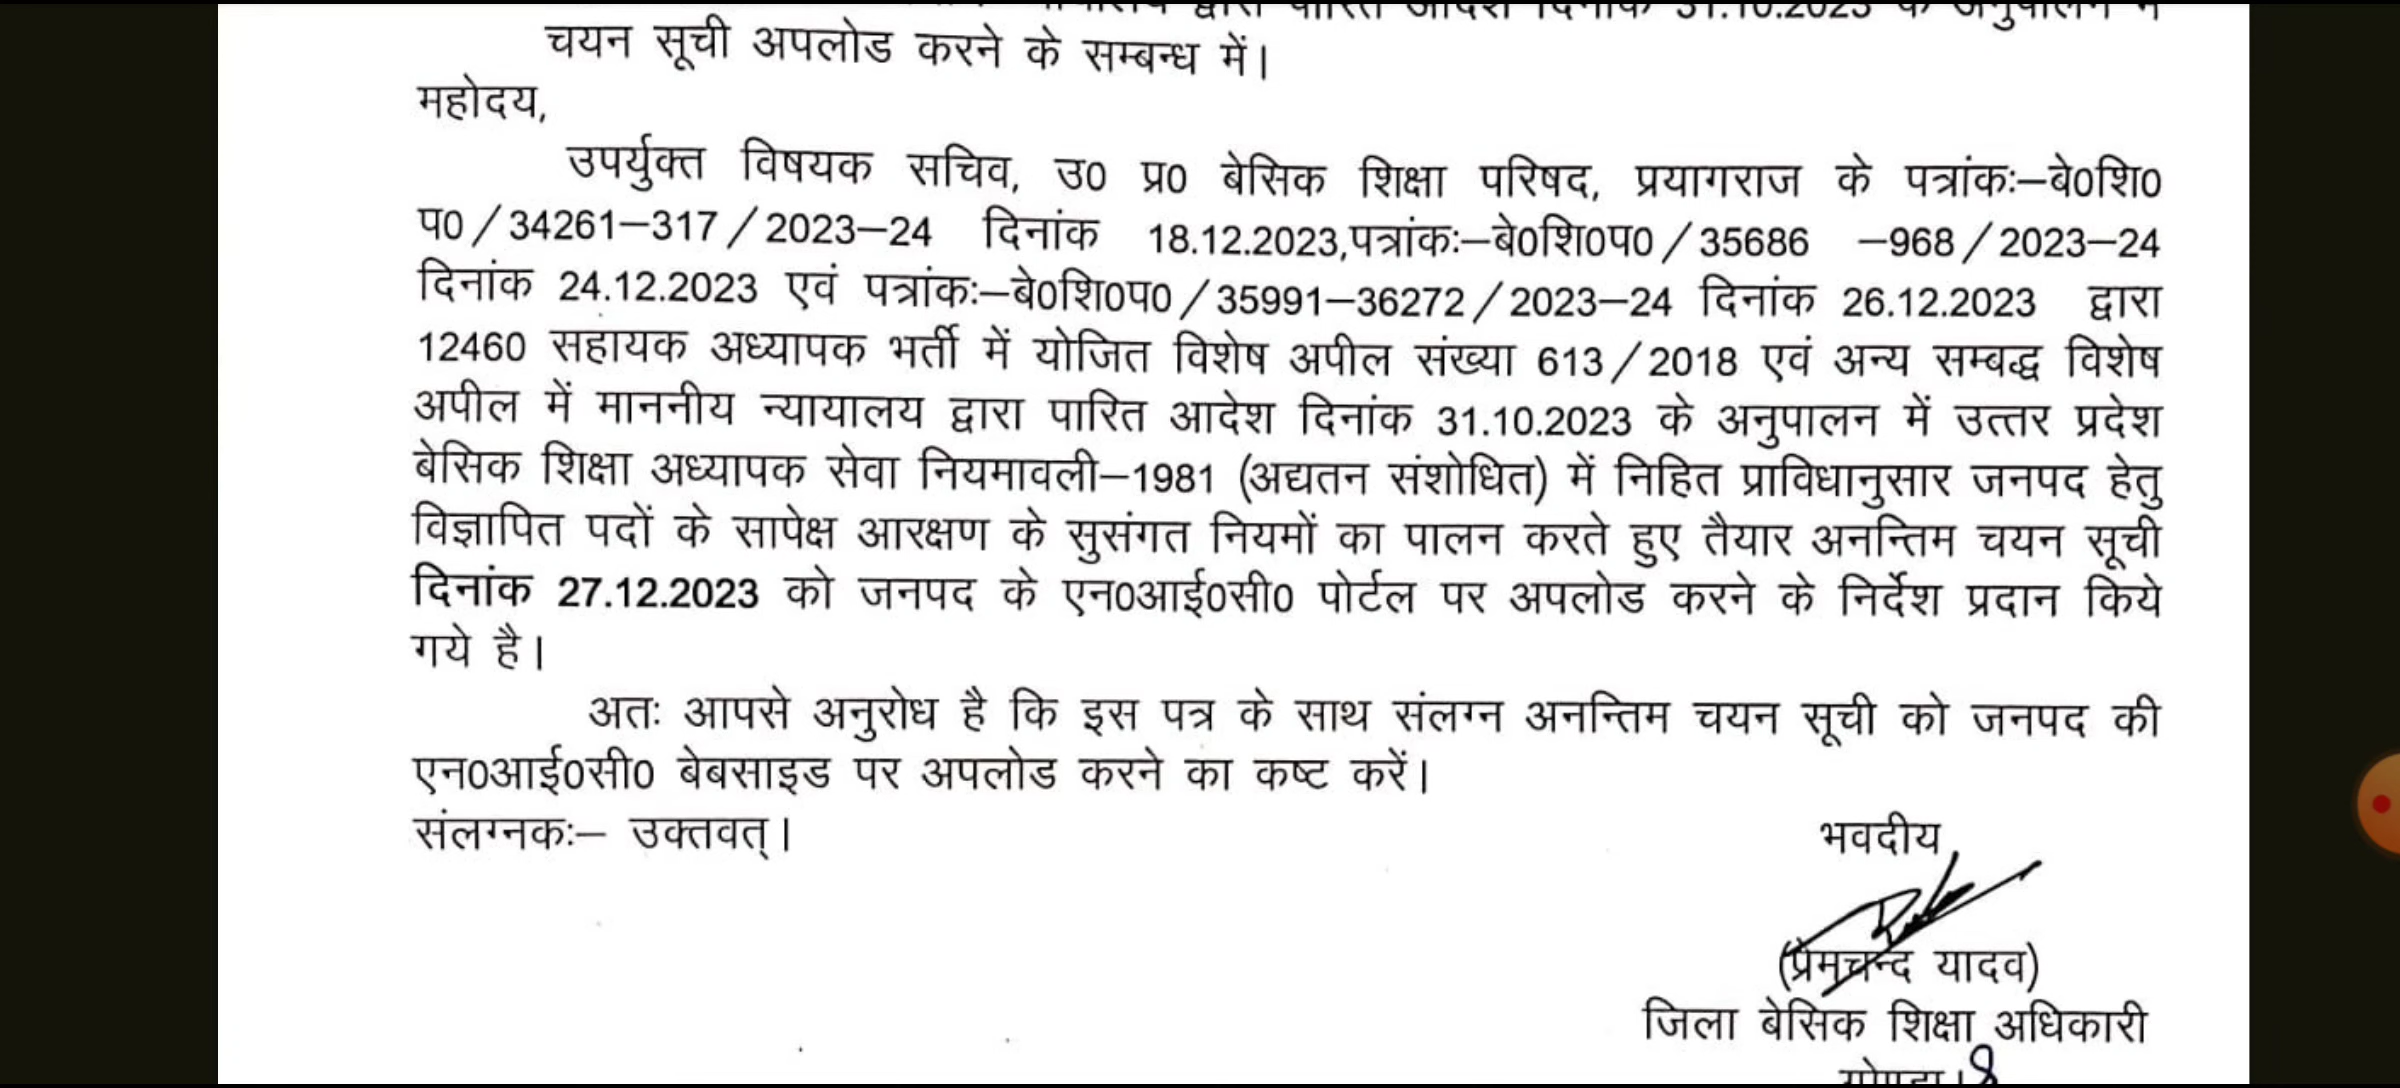 द्वारा पारित आदेश दिनांक 31.10.2023 के अनुपालन में
चयन सूची अपलोड करने के सम्बन्ध में।
महोदय,
उपर्युक्त विषयक सचिव, उ0 प्र0 बेसिक शिक्षा परिषद, प्रयागराज के पत्रांकः–बे0शि0
प0/34261–317/2023–24 दिनांक 18.12.2023,पत्रांकः–बे0शि0प0/35686 –968/2023–24
दिनांक 24.12.2023 एवं पत्रांकः–बे0शि0प0/35991–36272/2023–24 दिनांक 26.12.2023 द्वारा
12460 सहायक अध्यापक भर्ती में योजित विशेष अपील संख्या 613/2018 एवं अन्य सम्बद्ध विशेष
अपील में माननीय न्यायालय द्वारा पारित आदेश दिनांक 31.10.2023 के अनुपालन में उत्तर प्रदेश
बेसिक शिक्षा अध्यापक सेवा नियमावली–1981 (अद्यतन संशोधित) में निहित प्राविधानुसार जनपद हेतु
विज्ञापित पदों के सापेक्ष आरक्षण के सुसंगत नियमों का पालन करते हुए तैयार अनन्तिम चयन सूची
दिनांक 27.12.2023 को जनपद के एन0आई0सी0 पोर्टल पर अपलोड करने के निर्देश प्रदान किये
गये है।
अतः आपसे अनुरोध है कि इस पत्र के साथ संलग्न अनन्तिम चयन सूची को जनपद की
एन0आई0सी0 बेबसाइड पर अपलोड करने का कष्ट करें।
संलग्नकः– उक्तवत्।
भवदीय,
(प्रेमचन्द यादव)
जिला बेसिक शिक्षा अधिकारी